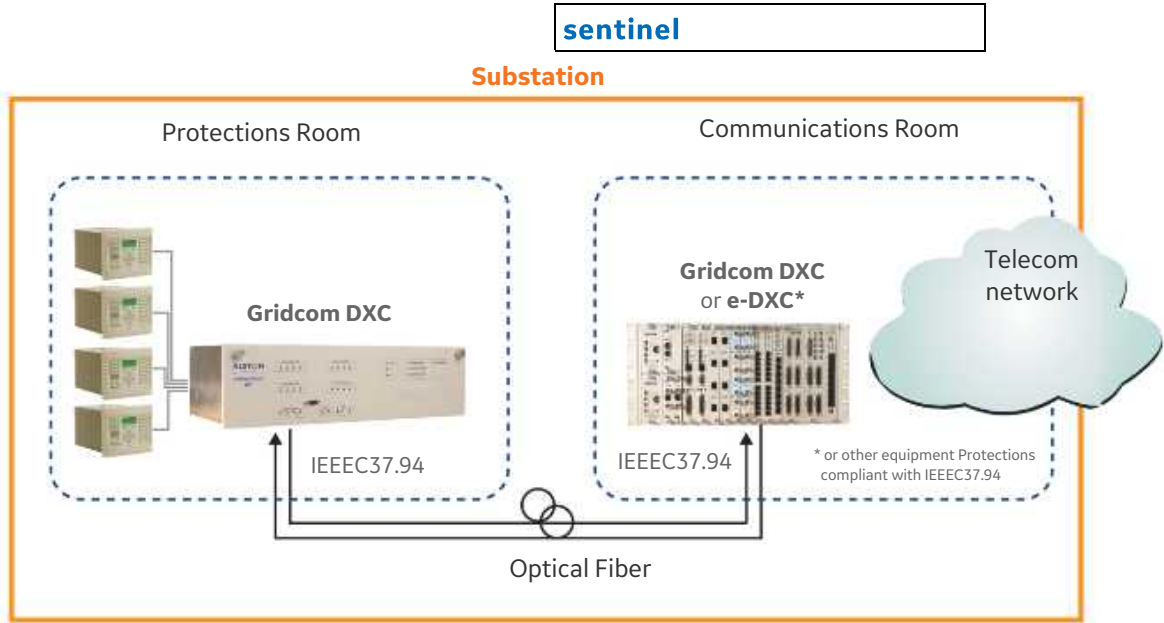 sentinel
Substation
Protections Room
Communications Room
Gridcom DXC
Gridcom DXC
or e-DXC*
Telecom
network
IEEEC37.94
IEEEC37.94
* or other equipment Protections
compliant with IEEEC37.94
Optical Fiber